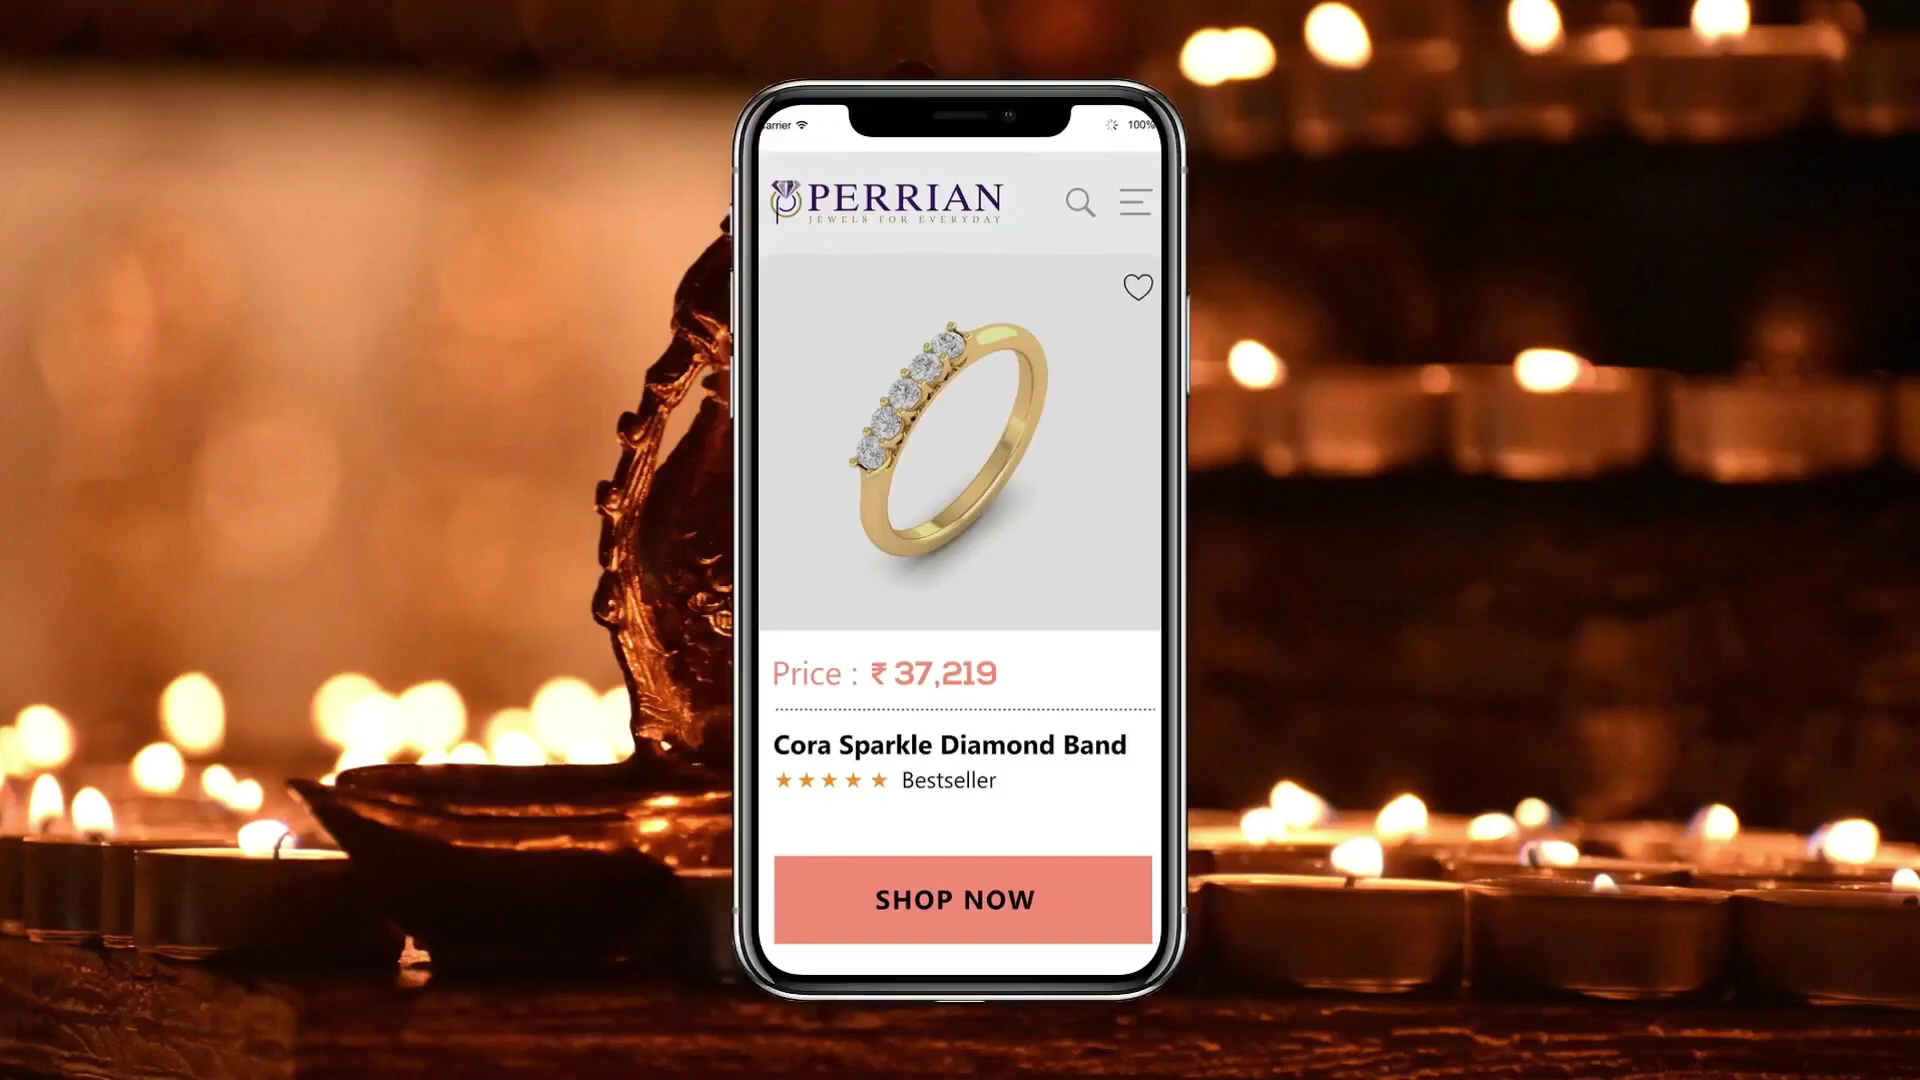 arrier 100%
PERRIAN
JEWELS FOR EVERYDAY
Price : ₹ 37,219
Cora Sparkle Diamond Band
★ ★ ★ ★ ★ Bestseller
SHOP NOW